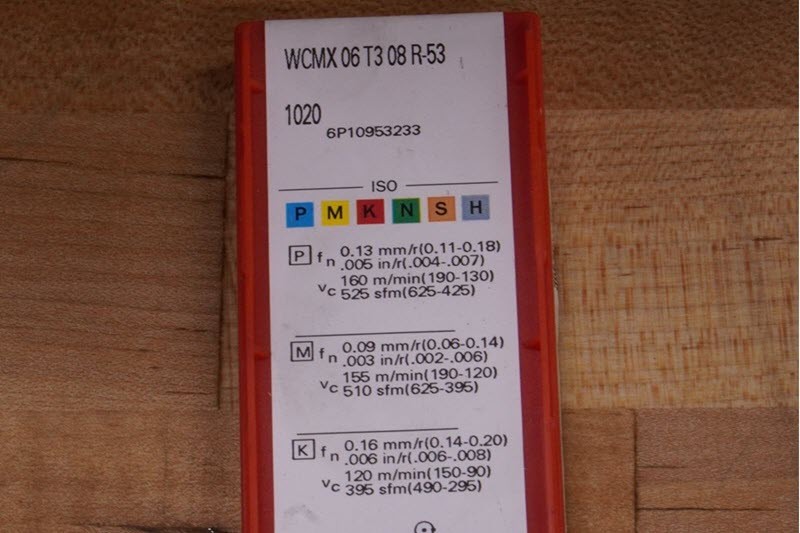 WCMX 06 T3 08 R-53
1020
6P10953233
ISO
P M K N S H
P fn 0.13 mm/r(0.11-0.18)
.005 in/r(.004-.007)
vc 160 m/min(190-130)
525 sfm(625-425)
M fn 0.09 mm/r(0.06-0.14)
.003 in/r(.002-.006)
vc 155 m/min(190-120)
510 sfm(625-395)
K fn 0.16 mm/r(0.14-0.20)
.006 in/r(.006-.008)
vc 120 m/min(150-90)
395 sfm(490-295)